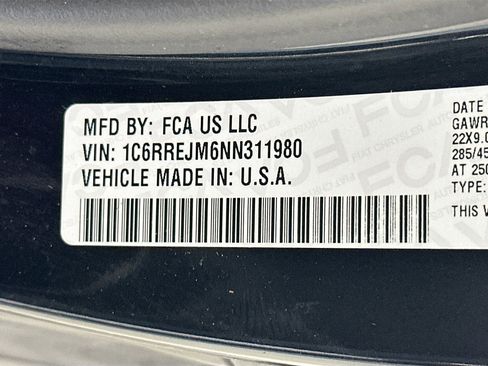 MFD BY: FCA US LLC
VIN: 1C6RREJM6NN311980
VEHICLE MADE IN: U.S.A.
DATE
GAWR
22X9.0
285/45
AT 250
TYPE:
THIS V